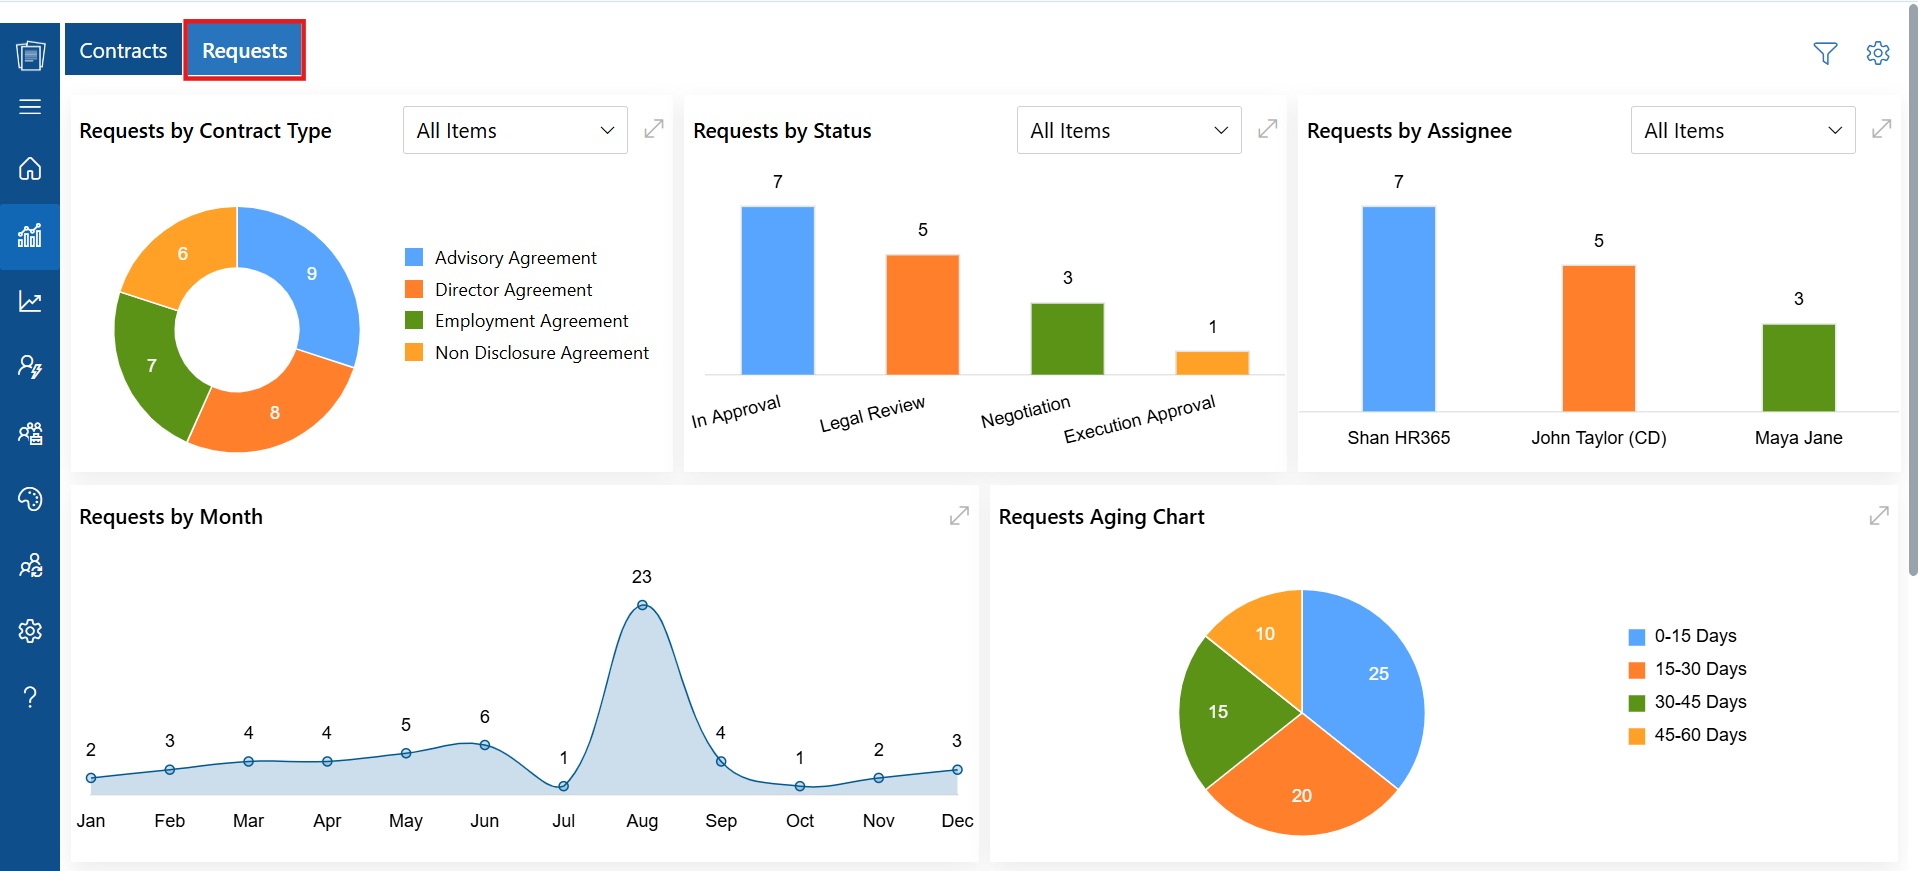 Contracts
Requests
Requests by Contract Type
All Items
9
8
7
6
Advisory Agreement
Director Agreement
Employment Agreement
Non Disclosure Agreement
Requests by Status
All Items
7
5
3
1
In Approval
Legal Review
Negotiation
Execution Approval
Requests by Assignee
All Items
7
5
3
Shan HR365
John Taylor (CD)
Maya Jane
Requests by Month
2
3
4
4
5
6
1
23
4
1
2
3
Jan
Feb
Mar
Apr
May
Jun
Jul
Aug
Sep
Oct
Nov
Dec
Requests Aging Chart
25
20
15
10
0-15 Days
15-30 Days
30-45 Days
45-60 Days